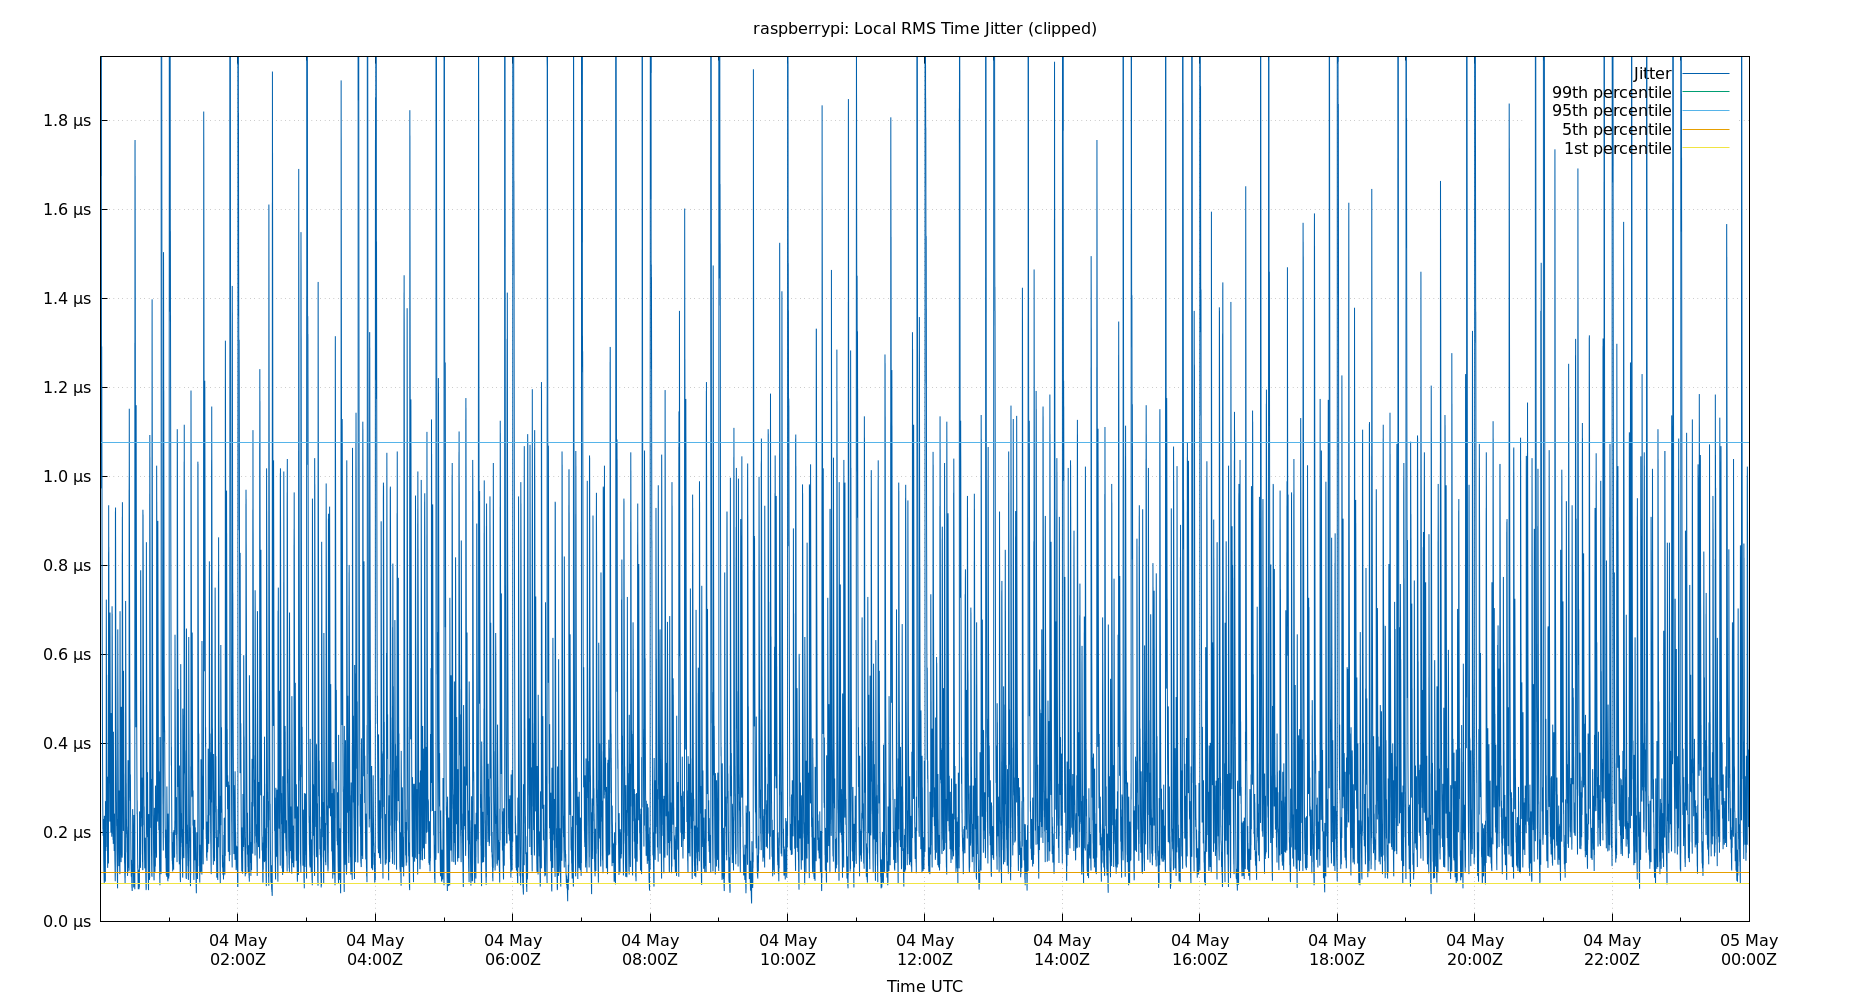 raspberrypi: Local RMS Time Jitter (clipped)
Jitter
99th percentile
95th percentile
5th percentile
1st percentile
1.8 µs
1.6 µs
1.4 µs
1.2 µs
1.0 µs
0.8 µs
0.6 µs
0.4 µs
0.2 µs
0.0 µs
04 May 04 May 04 May 04 May 04 May 04 May 04 May 04 May 04 May 04 May 04 May 05 May
02:00Z 04:00Z 06:00Z 08:00Z 10:00Z 12:00Z 14:00Z 16:00Z 18:00Z 20:00Z 22:00Z 00:00Z
Time UTC